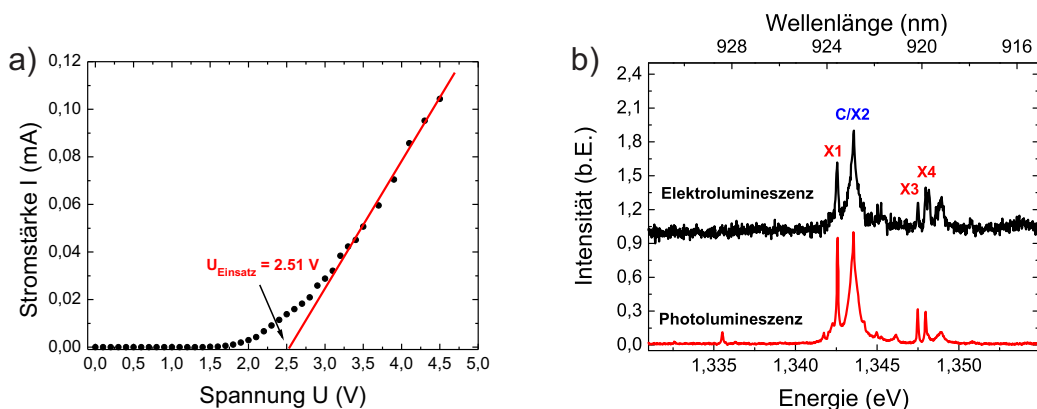 a)
Stromstärke I (mA)
0,12
0,10
0,08
0,06
0,04
0,02
0,00
U_Einsatz = 2.51 V
0,0 0,5 1,0 1,5 2,0 2,5 3,0 3,5 4,0 4,5 5,0
Spannung U (V)
b)
Wellenlänge (nm)
928 924 920 916
Intensität (b.E.)
2,4
2,1
1,8
1,5
1,2
0,9
0,6
0,3
0,0
C/X2
X1
X4
X3
Elektrolumineszenz
Photolumineszenz
1,335 1,340 1,345 1,350
Energie (eV)